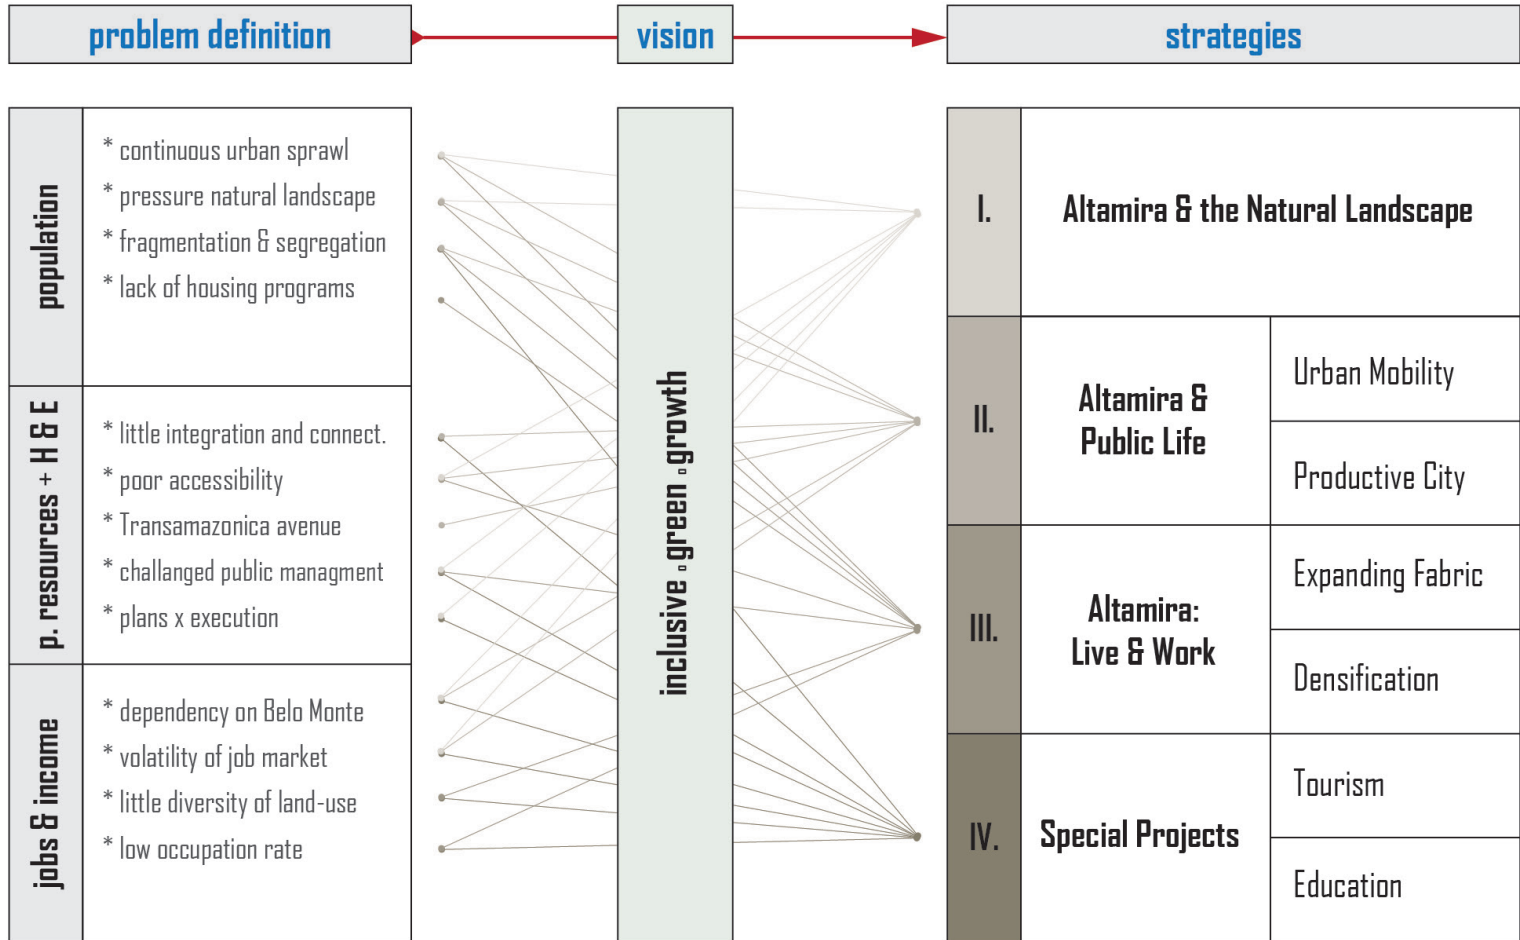 problem definition
vision
strategies
population
* continuous urban sprawl
* pressure natural landscape
* fragmentation & segregation
* lack of housing programs
p. resources + H & E
* little integration and connect.
* poor accessibility
* Transamazonica avenue
* challanged public managment
* plans x execution
jobs & income
* dependency on Belo Monte
* volatility of job market
* little diversity of land-use
* low occupation rate
inclusive . green . growth
I.
Altamira & the Natural Landscape
II.
Altamira &
Public Life
Urban Mobility
Productive City
III.
Altamira:
Live & Work
Expanding Fabric
Densification
IV.
Special Projects
Tourism
Education